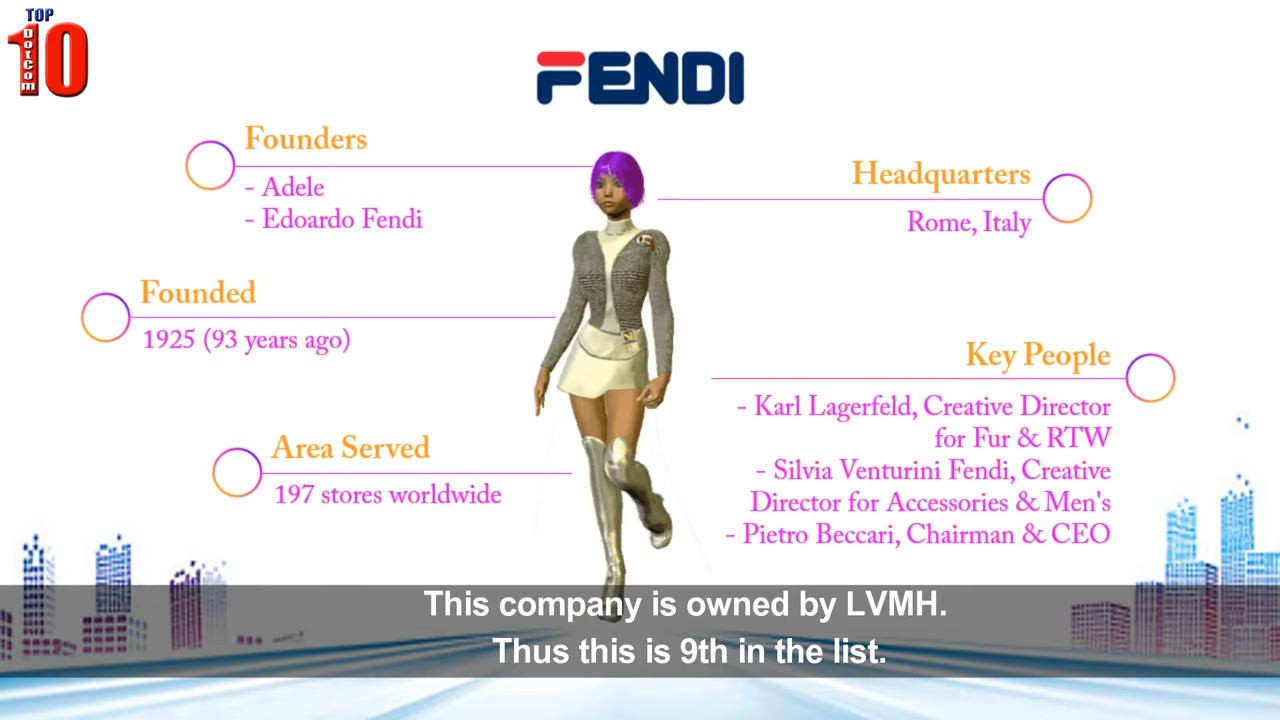 TOP
10
Dotcom
FENDI
Founders
- Adele
- Edoardo Fendi
Headquarters
Rome, Italy
Founded
1925 (93 years ago)
Key People
- Karl Lagerfeld, Creative Director
for Fur & RTW
- Silvia Venturini Fendi, Creative
Director for Accessories & Men's
- Pietro Beccari, Chairman & CEO
Area Served
197 stores worldwide
This company is owned by LVMH.
Thus this is 9th in the list.